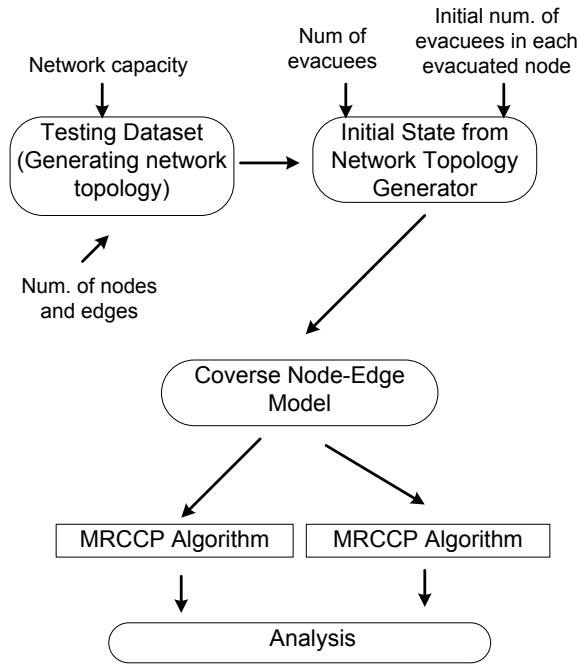 Network capacity
Num of
evacuees
Initial num. of
evacuees in each
evacuated node
Testing Dataset
(Generating network
topology)
Initial State from
Network Topology
Generator
Num. of nodes
and edges
Coverse Node-Edge
Model
MRCCP Algorithm
MRCCP Algorithm
Analysis